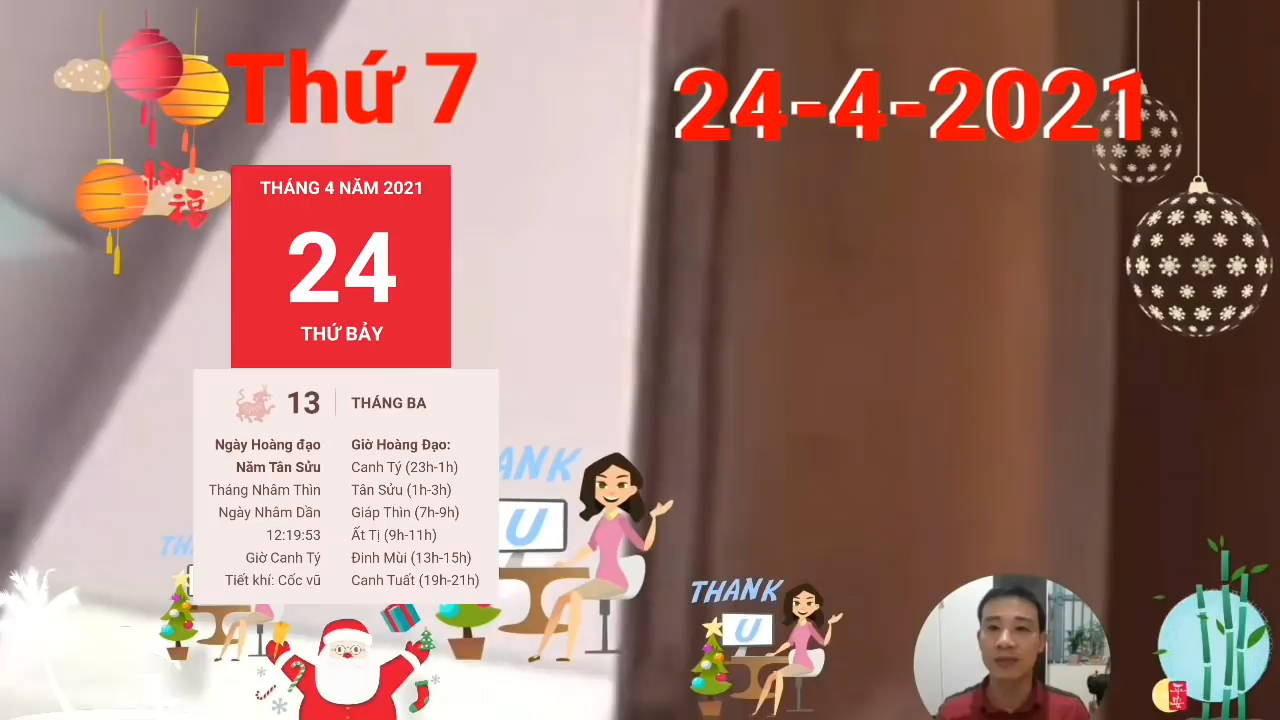 Thứ 7
24-4-2021
福
THÁNG 4 NĂM 2021
24
THỨ BẢY
13
THÁNG BA
Ngày Hoàng đạo
Năm Tân Sửu
Tháng Nhâm Thìn
Ngày Nhâm Dần
12:19:53
Giờ Canh Tý
Tiết khí: Cốc vũ
Giờ Hoàng Đạo:
Canh Tý (23h-1h)
Tân Sửu (1h-3h)
Giáp Thìn (7h-9h)
Ất Tị (9h-11h)
Đinh Mùi (13h-15h)
Canh Tuất (19h-21h)
ANK
U
TH
THANK
U